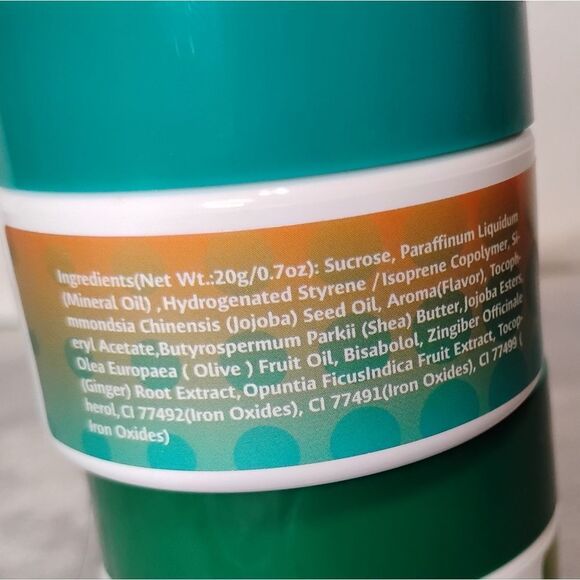 Ingredients(Net Wt.:20g/0.7oz): Sucrose, Paraffinum Liquidum
(Mineral Oil) ,Hydrogenated Styrene /Isoprene Copolymer, Si-
mmondsia Chinensis (Jojoba) Seed Oil, Aroma(Flavor), Tocoph-
eryl Acetate,Butyrospermum Parkii (Shea) Butter,Jojoba Esters,
Olea Europaea ( Olive ) Fruit Oil, Bisabolol, Zingiber Officinale
(Ginger) Root Extract, Opuntia FicusIndica Fruit Extract, Tocop-
herol,CI 77492(Iron Oxides), CI 77491(Iron Oxides), CI 77499 (
Iron Oxides)